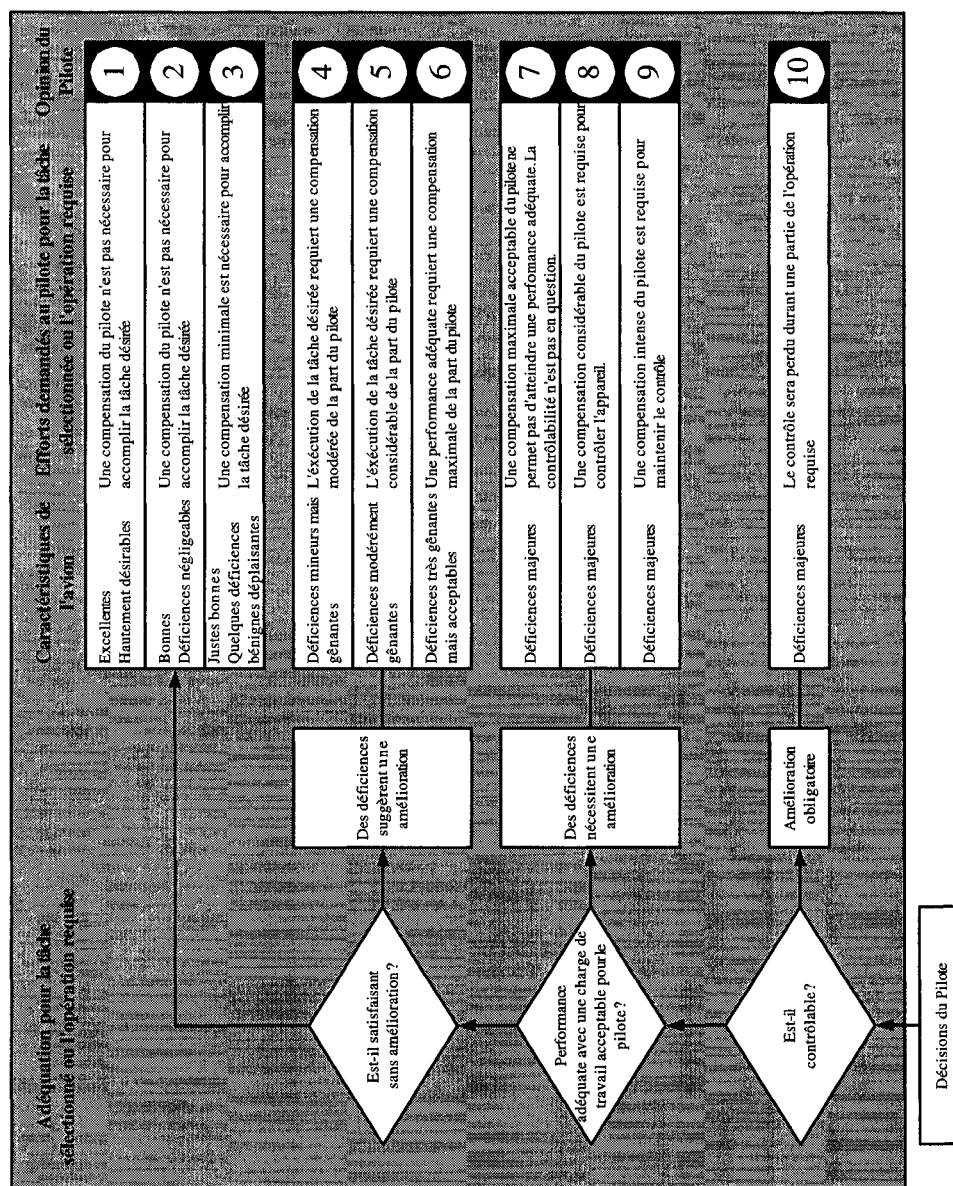 Adéquation pour la tâche
sélectionné ou l'opération requise
Caractéristiques de
l'avion
Efforts demandés au pilote pour la tâche
sélectionnée ou l'opération requise
Opinion du
Pilote
Excellentes
Hautement désirables
Une compensation du pilote n'est pas nécessaire pour
accomplir la tâche désirée
1
Bonnes
Déficiences négligeables
Une compensation du pilote n'est pas nécessaire pour
accomplir la tâche désirée
2
Justes bonnes
Quelques déficiences
bénignes déplaisantes
Une compensation minimale est nécessaire pour accomplir
la tâche désirée
3
Est-il satisfaisant
sans amélioration ?
Des déficiences
suggèrent une
amélioration
Déficiences mineurs mais
gênantes
L'éxécution de la tâche désirée requiert une compensation
modérée de la part du pilote
4
Déficiences modérément
gênantes
L'éxécution de la tâche désirée requiert une compensation
considérable de la part du pilote
5
Déficiences très gênantes
mais acceptables
Une performance adéquate requiert une compensation
maximale de la part du pilote
6
Performance
adéquate avec une charge de
travail acceptable pour le
pilote?
Des déficiences
nécessitent une
amélioration
Déficiences majeures
Une compensation maximale acceptable du pilote ne
permet pas d'atteindre une perfomance adéquate. La
contrôlabilité n'est pas en question.
7
Déficiences majeures
Une compensation considérable du pilote est requise pour
contrôler l'appareil.
8
Déficiences majeures
Une compensation intense du pilote est requise pour
maintenir le contrôle
9
Est-il
contrôlable ?
Amélioration
obligatoire
Déficiences majeures
Le contrôle sera perdu durant une partie de l'opération
requise
10
Décisions du Pilote